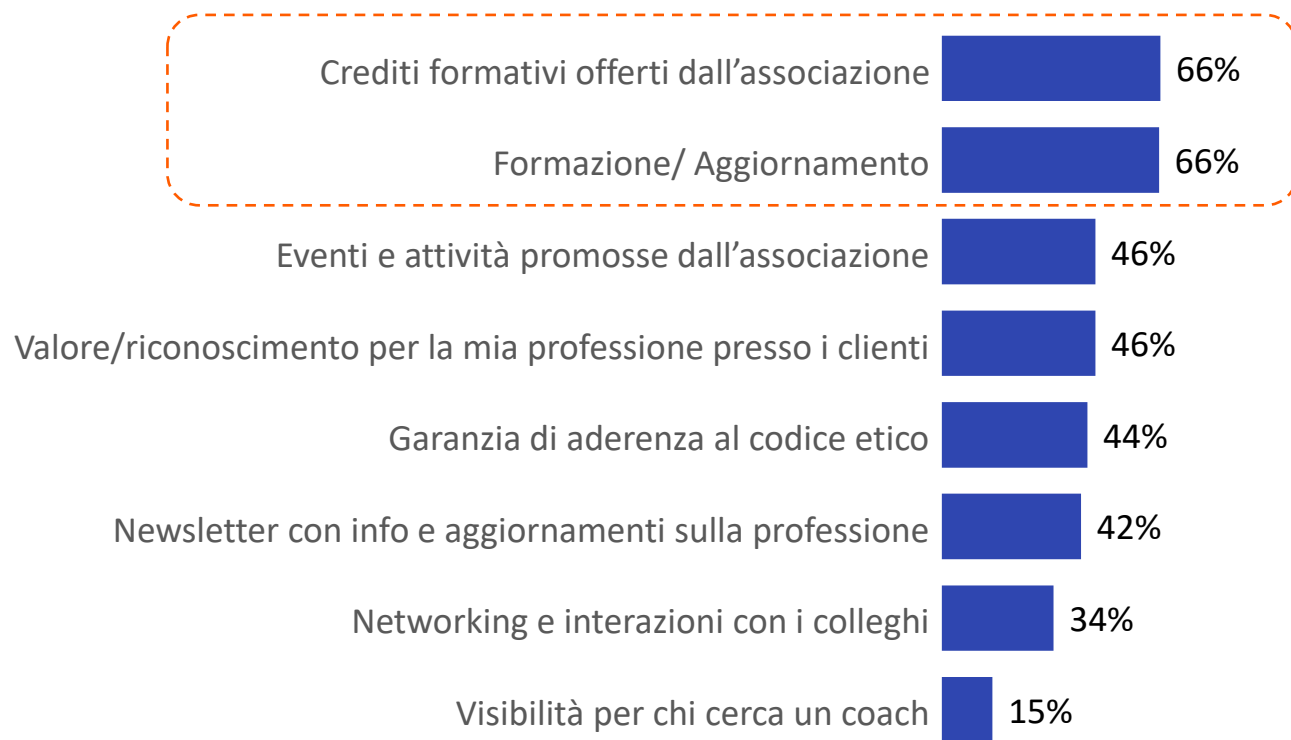 Crediti formativi offerti dall’associazione 66%
Formazione/ Aggiornamento 66%
Eventi e attività promosse dall’associazione 46%
Valore/riconoscimento per la mia professione presso i clienti 46%
Garanzia di aderenza al codice etico 44%
Newsletter con info e aggiornamenti sulla professione 42%
Networking e interazioni con i colleghi 34%
Visibilità per chi cerca un coach 15%